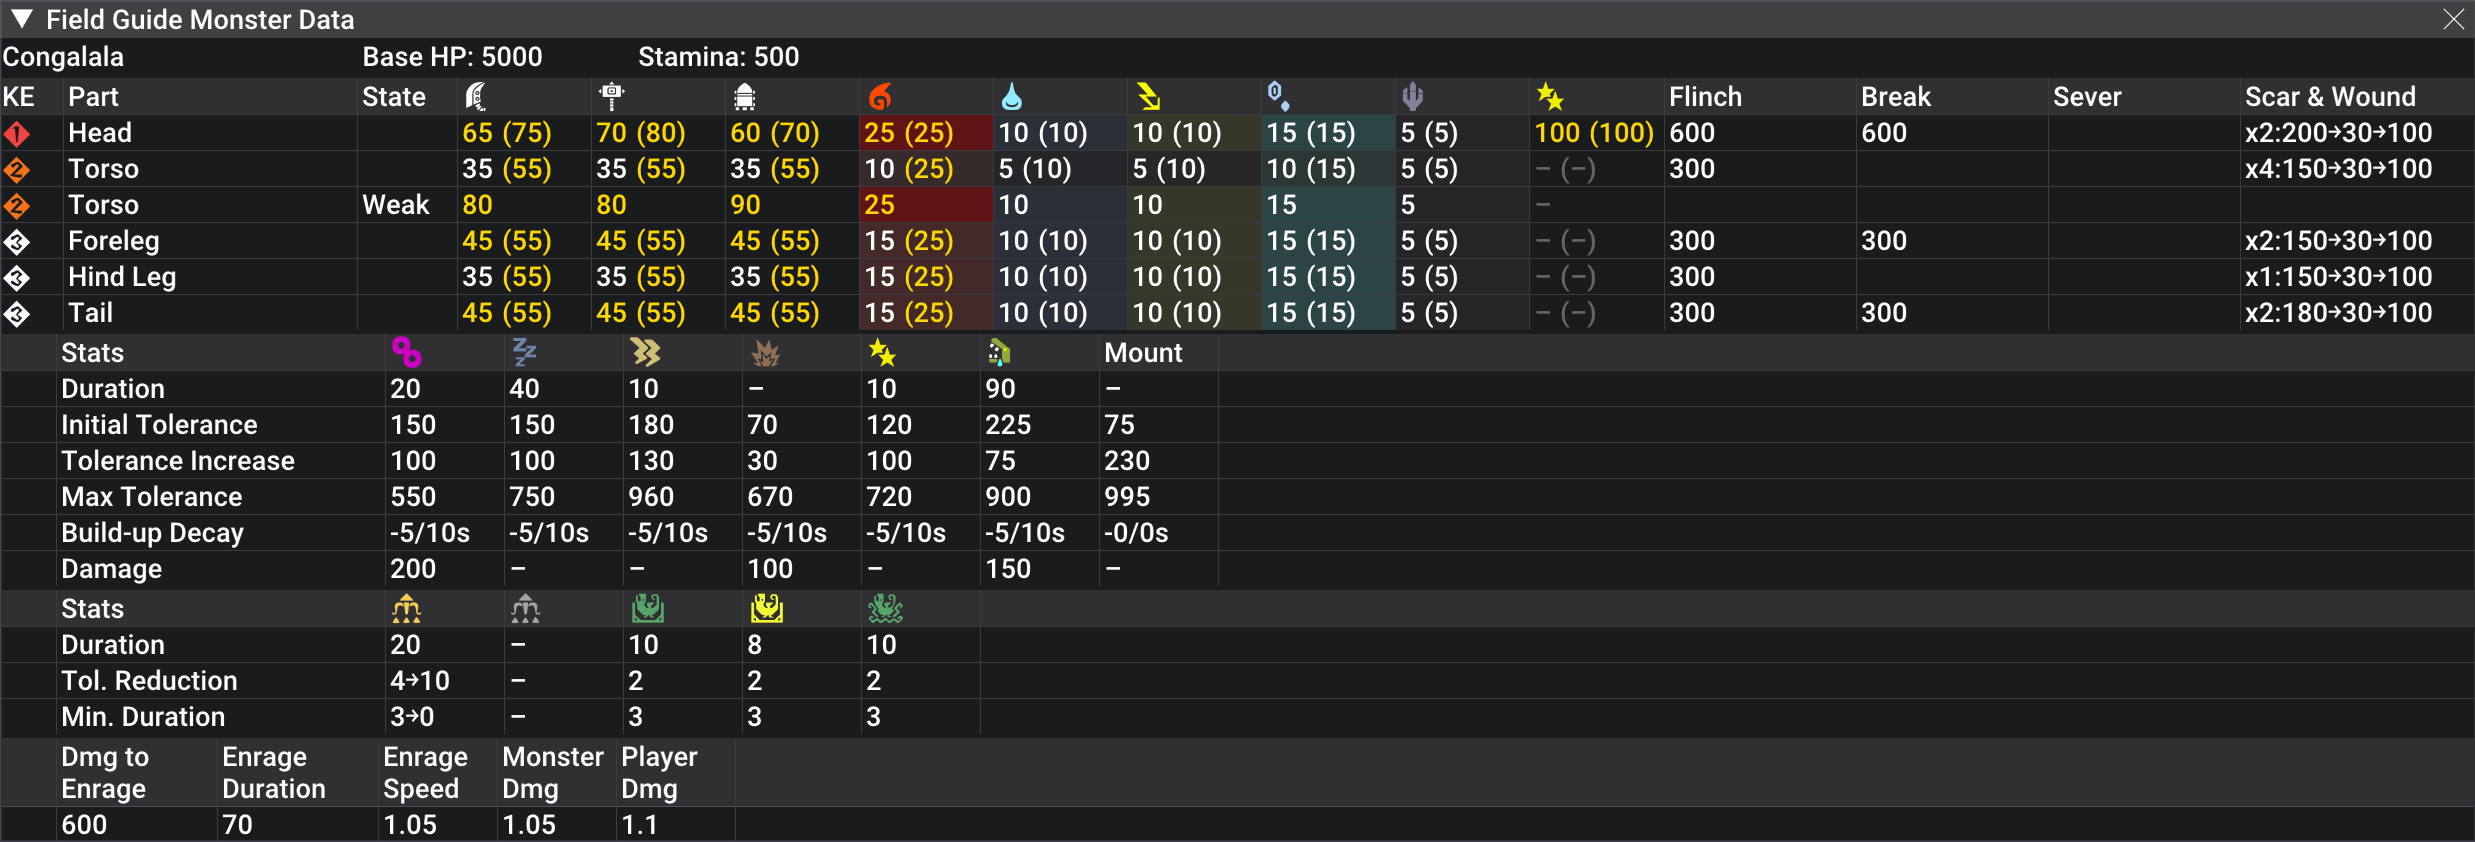 Field Guide Monster Data
Congalala Base HP: 5000 Stamina: 500
KE Part State Flinch Break Sever Scar & Wound
1 Head 65 (75) 70 (80) 60 (70) 25 (25) 10 (10) 10 (10) 15 (15) 5 (5) 100 (100) 600 600 x2:200→30→100
2 Torso 35 (55) 35 (55) 35 (55) 10 (25) 5 (10) 5 (10) 10 (15) 5 (5) – (–) 300 x4:150→30→100
2 Torso Weak 80 80 90 25 10 10 15 5 –
3 Foreleg 45 (55) 45 (55) 45 (55) 15 (25) 10 (10) 10 (10) 15 (15) 5 (5) – (–) 300 300 x2:150→30→100
3 Hind Leg 35 (55) 35 (55) 35 (55) 15 (25) 10 (10) 10 (10) 15 (15) 5 (5) – (–) 300 x1:150→30→100
3 Tail 45 (55) 45 (55) 45 (55) 15 (25) 10 (10) 10 (10) 15 (15) 5 (5) – (–) 300 300 x2:180→30→100
Stats Mount
Duration 20 40 10 – 10 90 –
Initial Tolerance 150 150 180 70 120 225 75
Tolerance Increase 100 100 130 30 100 75 230
Max Tolerance 550 750 960 670 720 900 995
Build-up Decay -5/10s -5/10s -5/10s -5/10s -5/10s -5/10s -0/0s
Damage 200 – – 100 – 150 –
Stats
Duration 20 – 10 8 10
Tol. Reduction 4→10 – 2 2 2
Min. Duration 3→0 – 3 3 3
Dmg to Enrage Enrage Duration Enrage Speed Monster Dmg Player Dmg
600 70 1.05 1.05 1.1